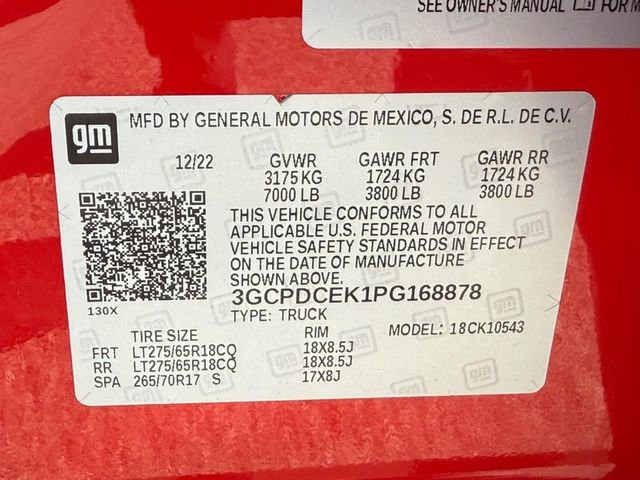 SEE OWNER'S MANUAL FOR M
gm
MFD BY GENERAL MOTORS DE MEXICO, S. DE R.L. DE C.V.
12/22 GVWR GAWR FRT GAWR RR
3175 KG 1724 KG 1724 KG
7000 LB 3800 LB 3800 LB
THIS VEHICLE CONFORMS TO ALL
APPLICABLE U.S. FEDERAL MOTOR
VEHICLE SAFETY STANDARDS IN EFFECT
ON THE DATE OF MANUFACTURE
SHOWN ABOVE.
3GCPDCEK1PG168878
130X
TYPE: TRUCK MODEL: 18CK10543
TIRE SIZE RIM
FRT LT275/65R18CQ 18X8.5J
RR LT275/65R18CQ 18X8.5J
SPA 265/70R17 S 17X8J